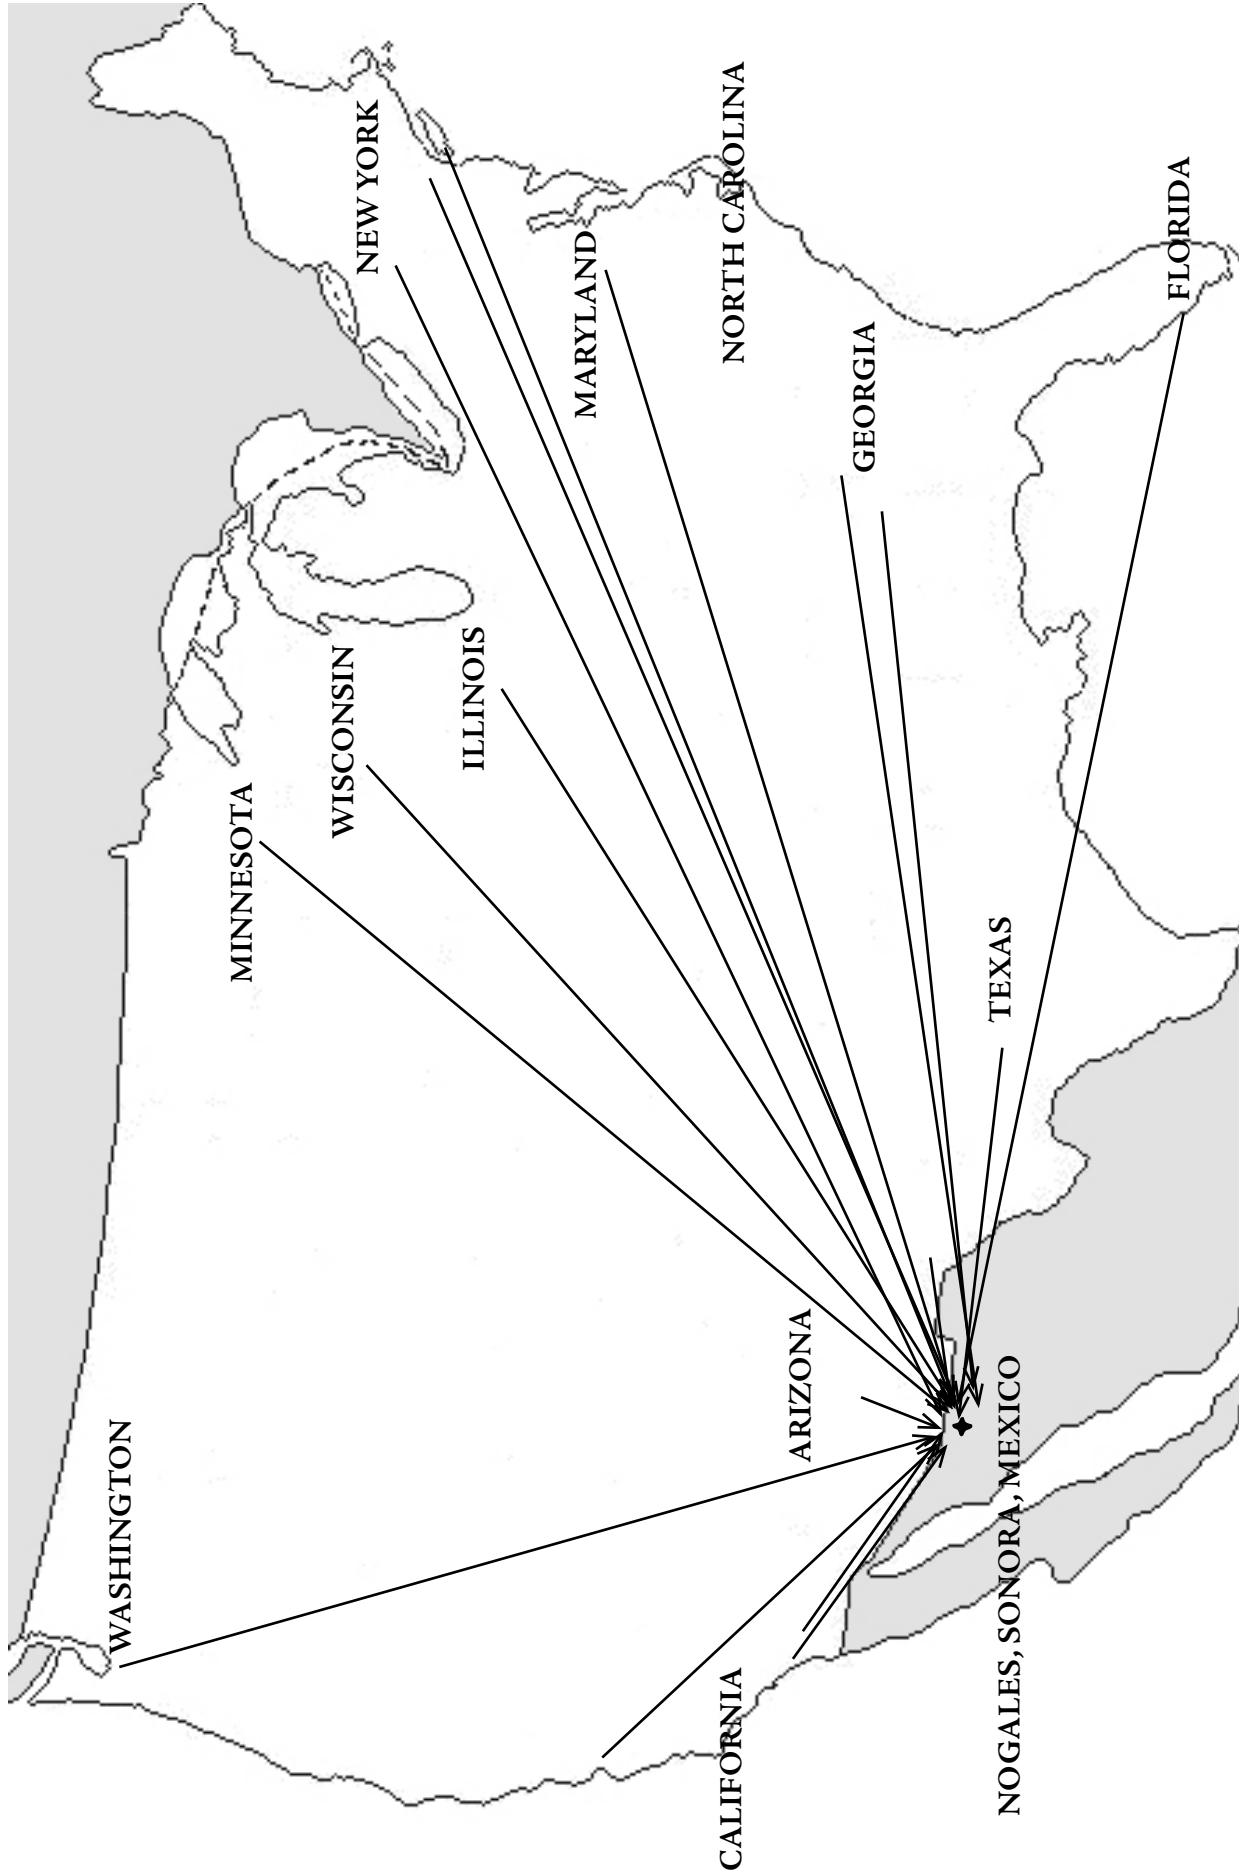 WASHINGTON
MINNESOTA
WISCONSIN
ILLINOIS
NEW YORK
MARYLAND
NORTH CAROLINA
GEORGIA
FLORIDA
TEXAS
ARIZONA
CALIFORNIA
NOGALES, SONORA, MEXICO